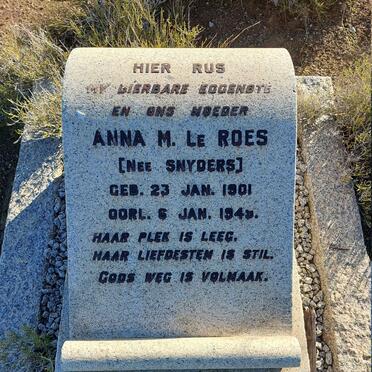 HIER RUS
MY DIERBARE EGGENOTE
EN ONS MOEDER
ANNA M. LE ROES
[NEE SNYDERS]
GEB. 23 JAN. 1901
OORL. 6 JAN. 1945.
HAAR PLEK IS LEEG.
HAAR LIEFDESTEM IS STIL.
GODS WEG IS VOLMAAK.